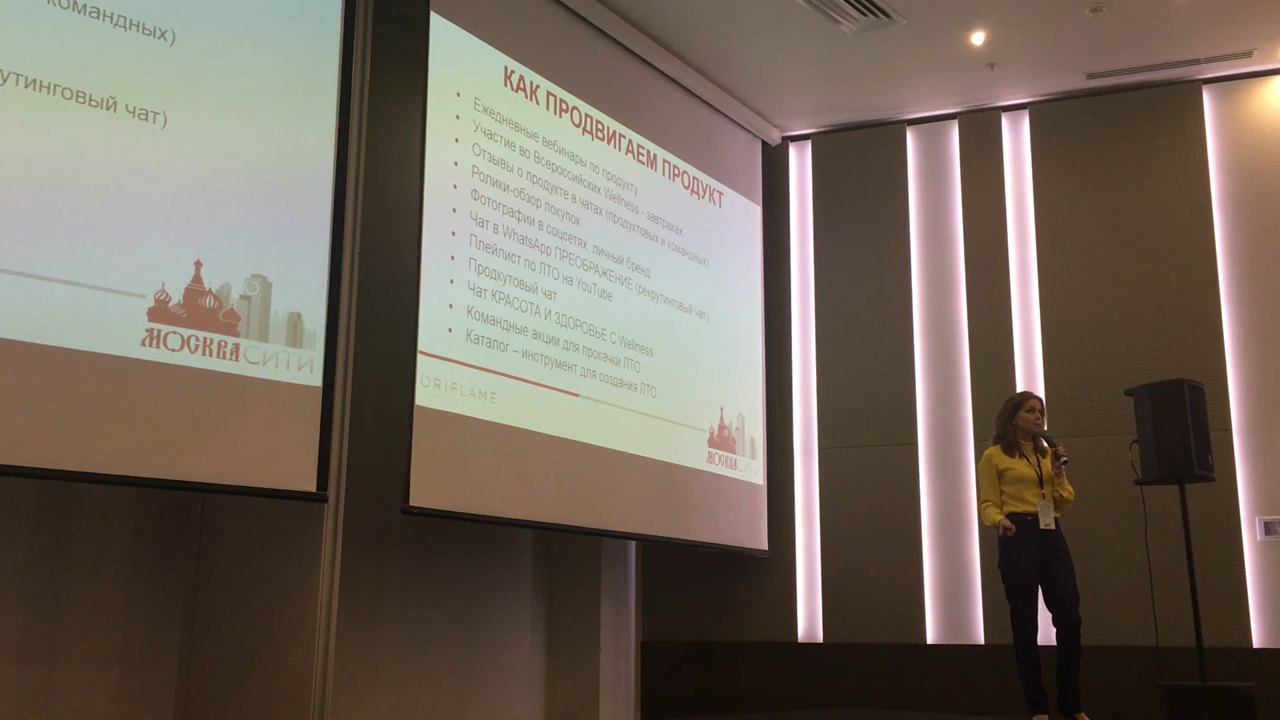 командных)
утинговый чат)
МОСКВА СИТИ
КАК ПРОДВИГАЕМ ПРОДУКТ
• Ежедневные вебинары по продукту
• Участие во Всероссийских Wellness - завтраках
• Отзывы о продукте в чатах (продуктовых и командных)
• Ролики-обзор покупок
• Фотографии в соцсетях. личный бренд
• Чат в WhatsApp ПРЕОБРАЖЕНИЕ (рекрутинговый чат)
• Плейлист по ЛТО на YouTube
• Продкутовый чат
• Чат КРАСОТА И ЗДОРОВЬЕ С Wellness
• Командные акции для прокачки ЛТО
• Каталог – инструмент для создания ЛТО
ORIFLAME
МОСКВА СИТИ